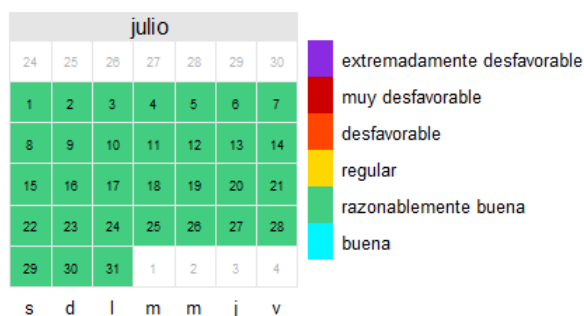 julio
24 25 26 27 28 29 30
1 2 3 4 5 6 7
8 9 10 11 12 13 14
15 16 17 18 19 20 21
22 23 24 25 26 27 28
29 30 31 1 2 3 4
s d l m m j v
extremadamente desfavorable
muy desfavorable
desfavorable
regular
razonablemente buena
buena